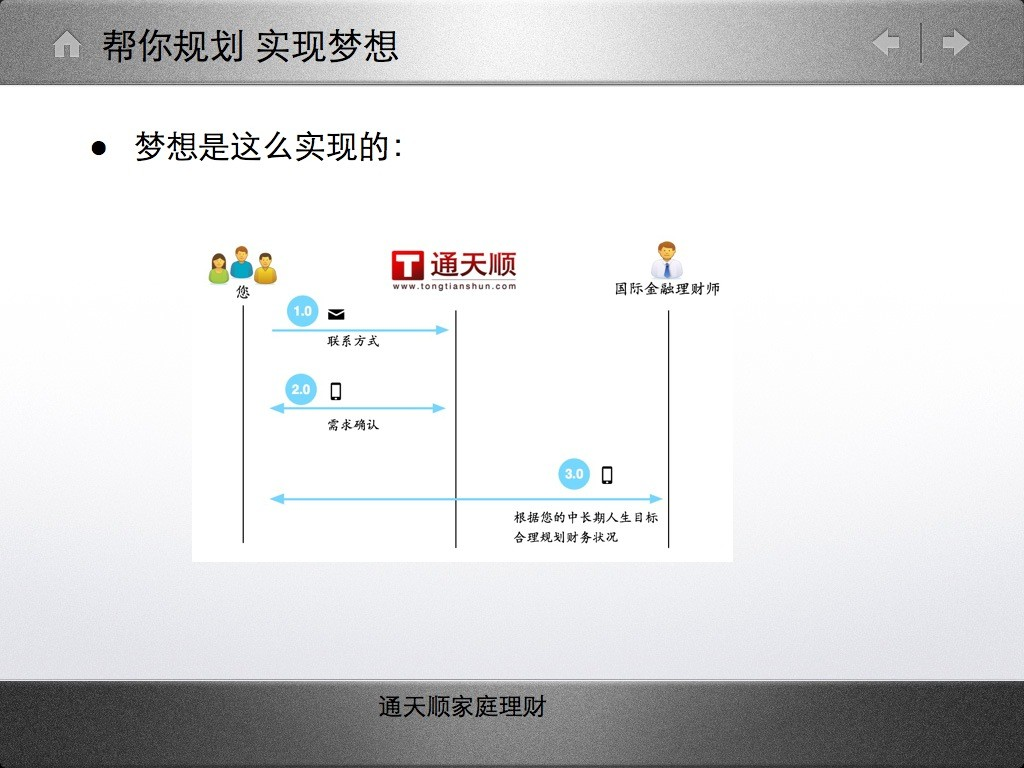 帮你规划 实现梦想
梦想是这么实现的：
您
T 通天顺
www.tongtianshun.com
国际金融理财师
1.0
联系方式
2.0
需求确认
3.0
根据您的中长期人生目标
合理规划财务状况
通天顺家庭理财